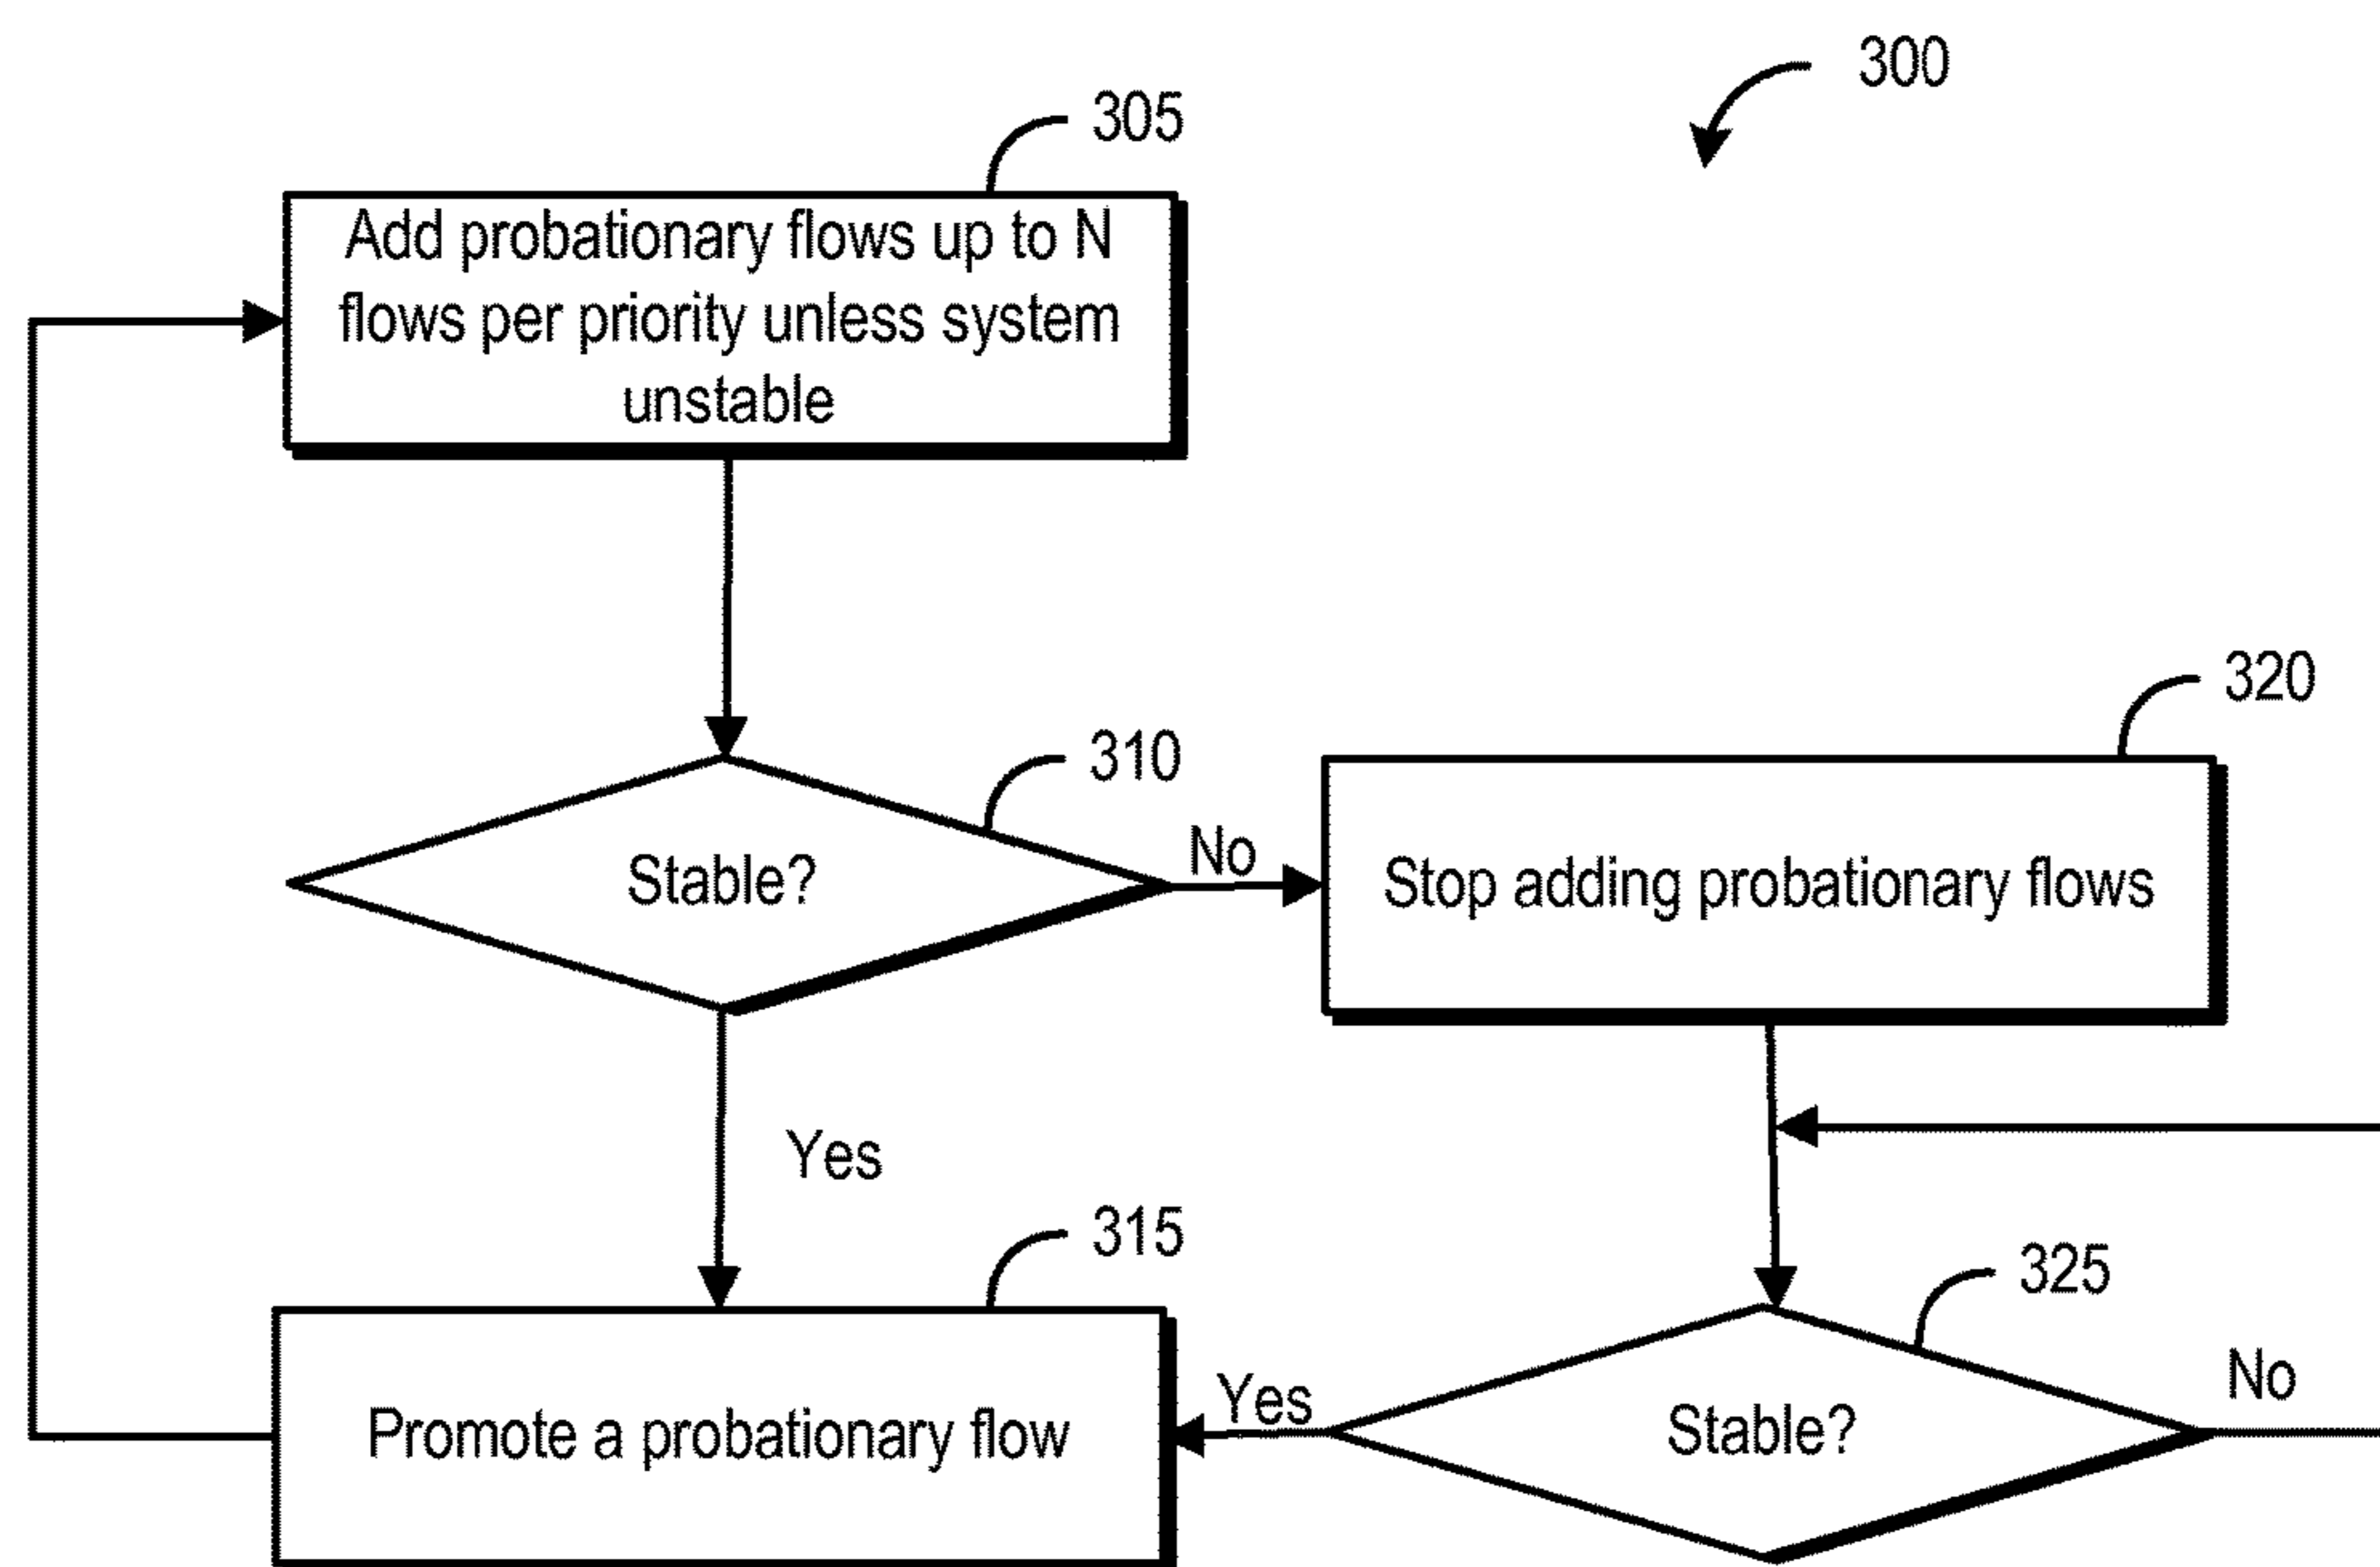 300
305
Add probationary flows up to N
flows per priority unless system
unstable
310
Stable?
No
320
Stop adding probationary flows
Yes
315
Promote a probationary flow
325
Yes
Stable?
No